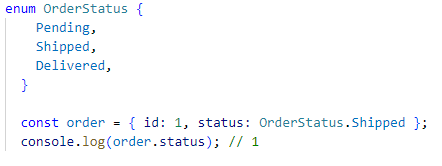 enum OrderStatus {
    Pending,
    Shipped,
    Delivered,
  }

  const order = { id: 1, status: OrderStatus.Shipped };
  console.log(order.status); // 1